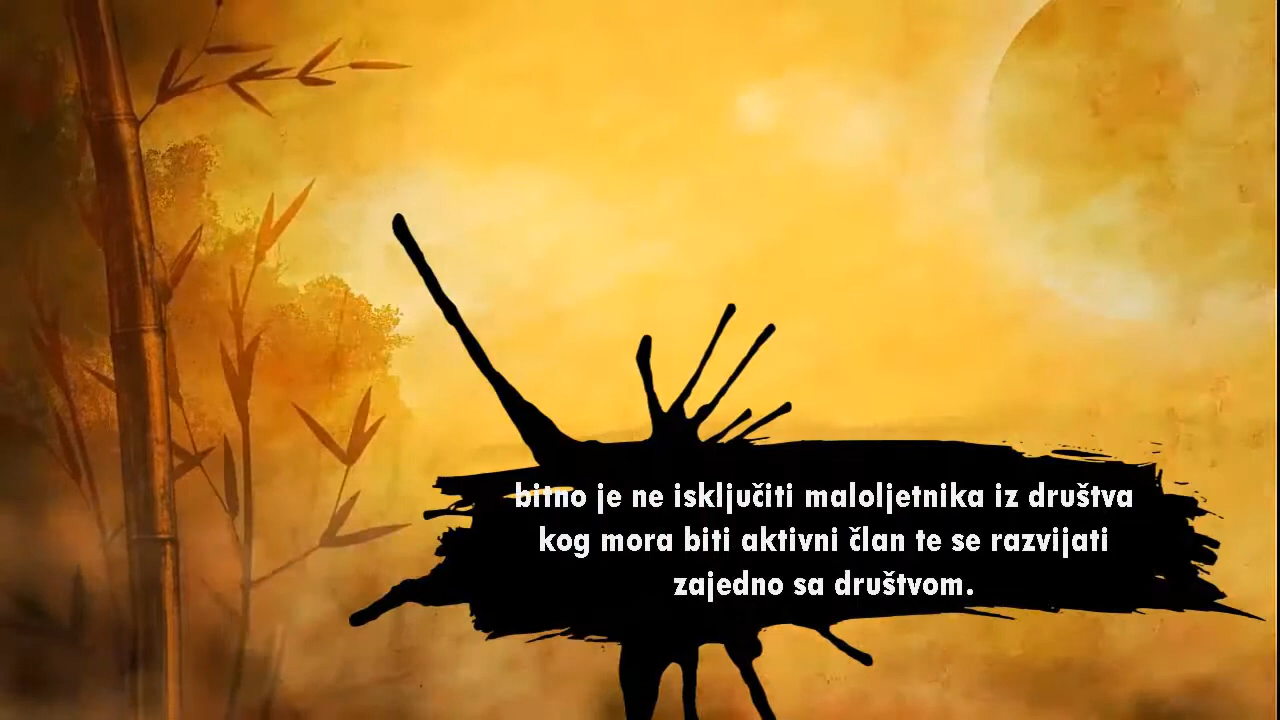 bitno je ne isključiti maloljetnika iz društva
kog mora biti aktivni član te se razvijati
zajedno sa društvom.